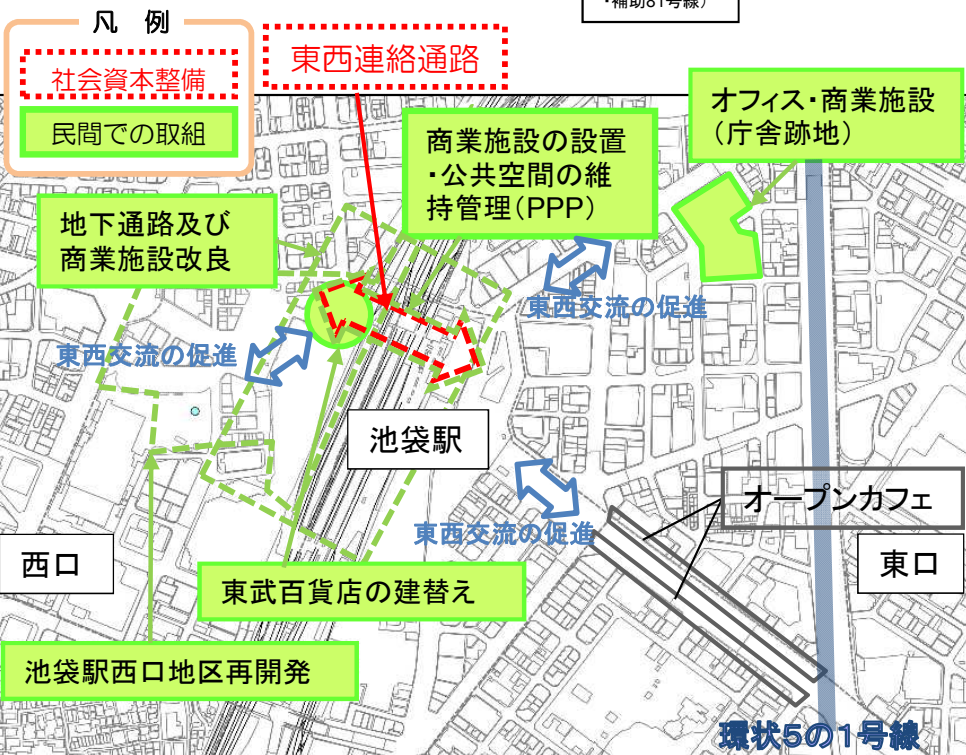 ・補助81号線)
凡 例
社会資本整備
民間での取組
東西連絡通路
オフィス・商業施設
(庁舎跡地)
商業施設の設置
・公共空間の維
持管理(PPP)
地下通路及び
商業施設改良
東西交流の促進
東西交流の促進
池袋駅
東西交流の促進
オープンカフェ
西口
東口
東武百貨店の建替え
池袋駅西口地区再開発
環状5の1号線